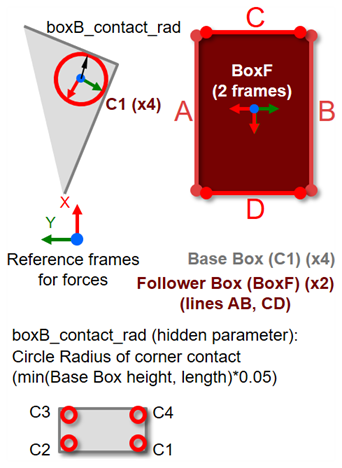 boxB_contact_rad
C1 (x4)
C
BoxF
(2 frames)
A
B
D
X
Y
Reference frames
for forces
Base Box (C1) (x4)
Follower Box (BoxF) (x2)
(lines AB, CD)
boxB_contact_rad (hidden parameter):
Circle Radius of corner contact
(min(Base Box height, length)*0.05)
C3
C4
C2
C1